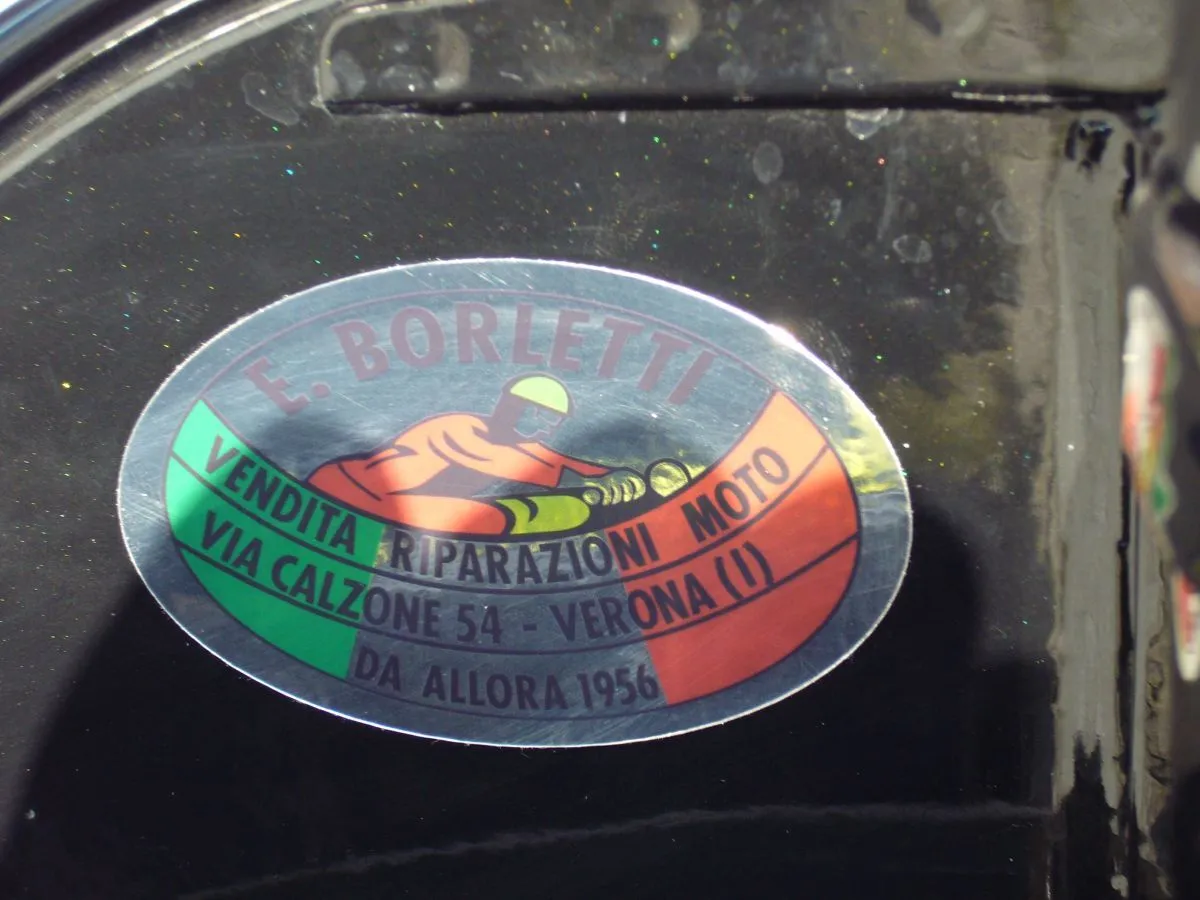 E. BORLETTI
VENDITA RIPARAZIONI MOTO
VIA CALZONE 54 - VERONA (I)
DA ALLORA 1956